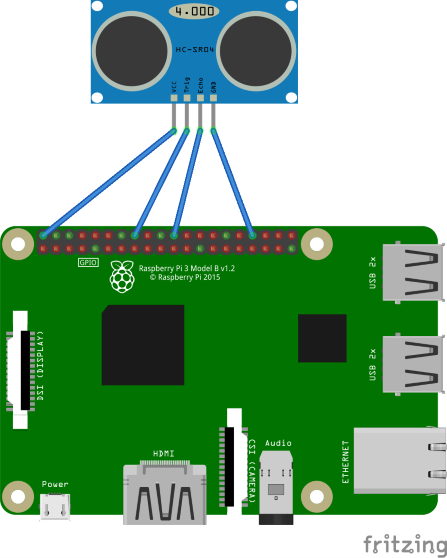 4.000
HC-SR04
VCC
Trig
Echo
GND
GPIO
Raspberry Pi 3 Model B v1.2
© Raspberry Pi 2015
USB 2x
DSI (DISPLAY)
USB 2x
CSI (CAMERA)
Audio
ETHERNET
HDMI
Power
fritzing